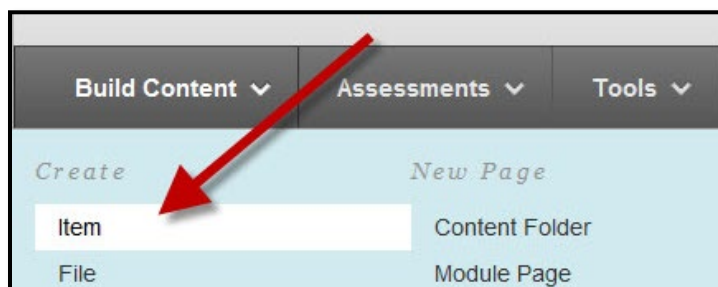 Build Content Assessments Tools
Create New Page
Item Content Folder
File Module Page